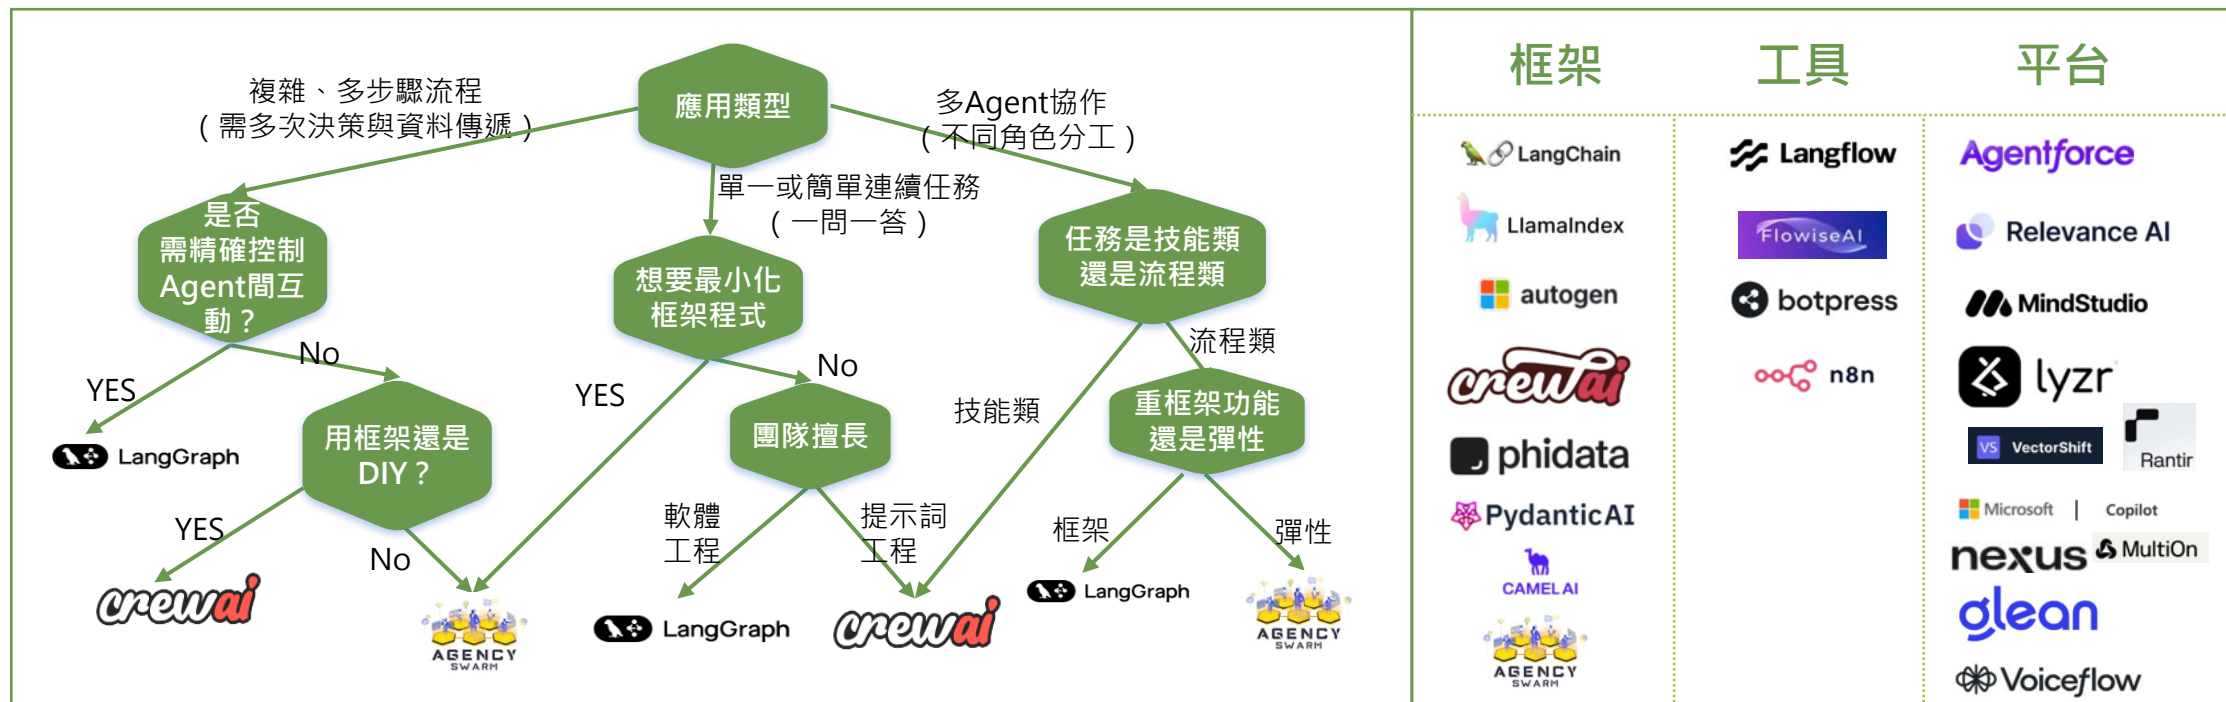 應用類型
複雜、多步驟流程
（需多次決策與資料傳遞）
單一或簡單連續任務
（一問一答）
多Agent協作
（不同角色分工）
是否
需精確控制
Agent間互
動？
YES
No
LangGraph
用框架還是
DIY？
YES
No
crewai
AGENCY
SWARM
想要最小化
框架程式
YES
No
團隊擅長
軟體
工程
提示詞
工程
LangGraph
crewai
任務是技能類
還是流程類
技能類
流程類
重框架功能
還是彈性
框架
彈性
LangGraph
AGENCY
SWARM
框架
LangChain
LlamaIndex
autogen
crewai
phidata
PydanticAI
CAMEL AI
AGENCY
SWARM
工具
Langflow
FlowiseAI
botpress
n8n
平台
Agentforce
Relevance AI
MindStudio
lyzr
VS VectorShift
Rantir
Microsoft | Copilot
nexus
MultiOn
glean
Voiceflow